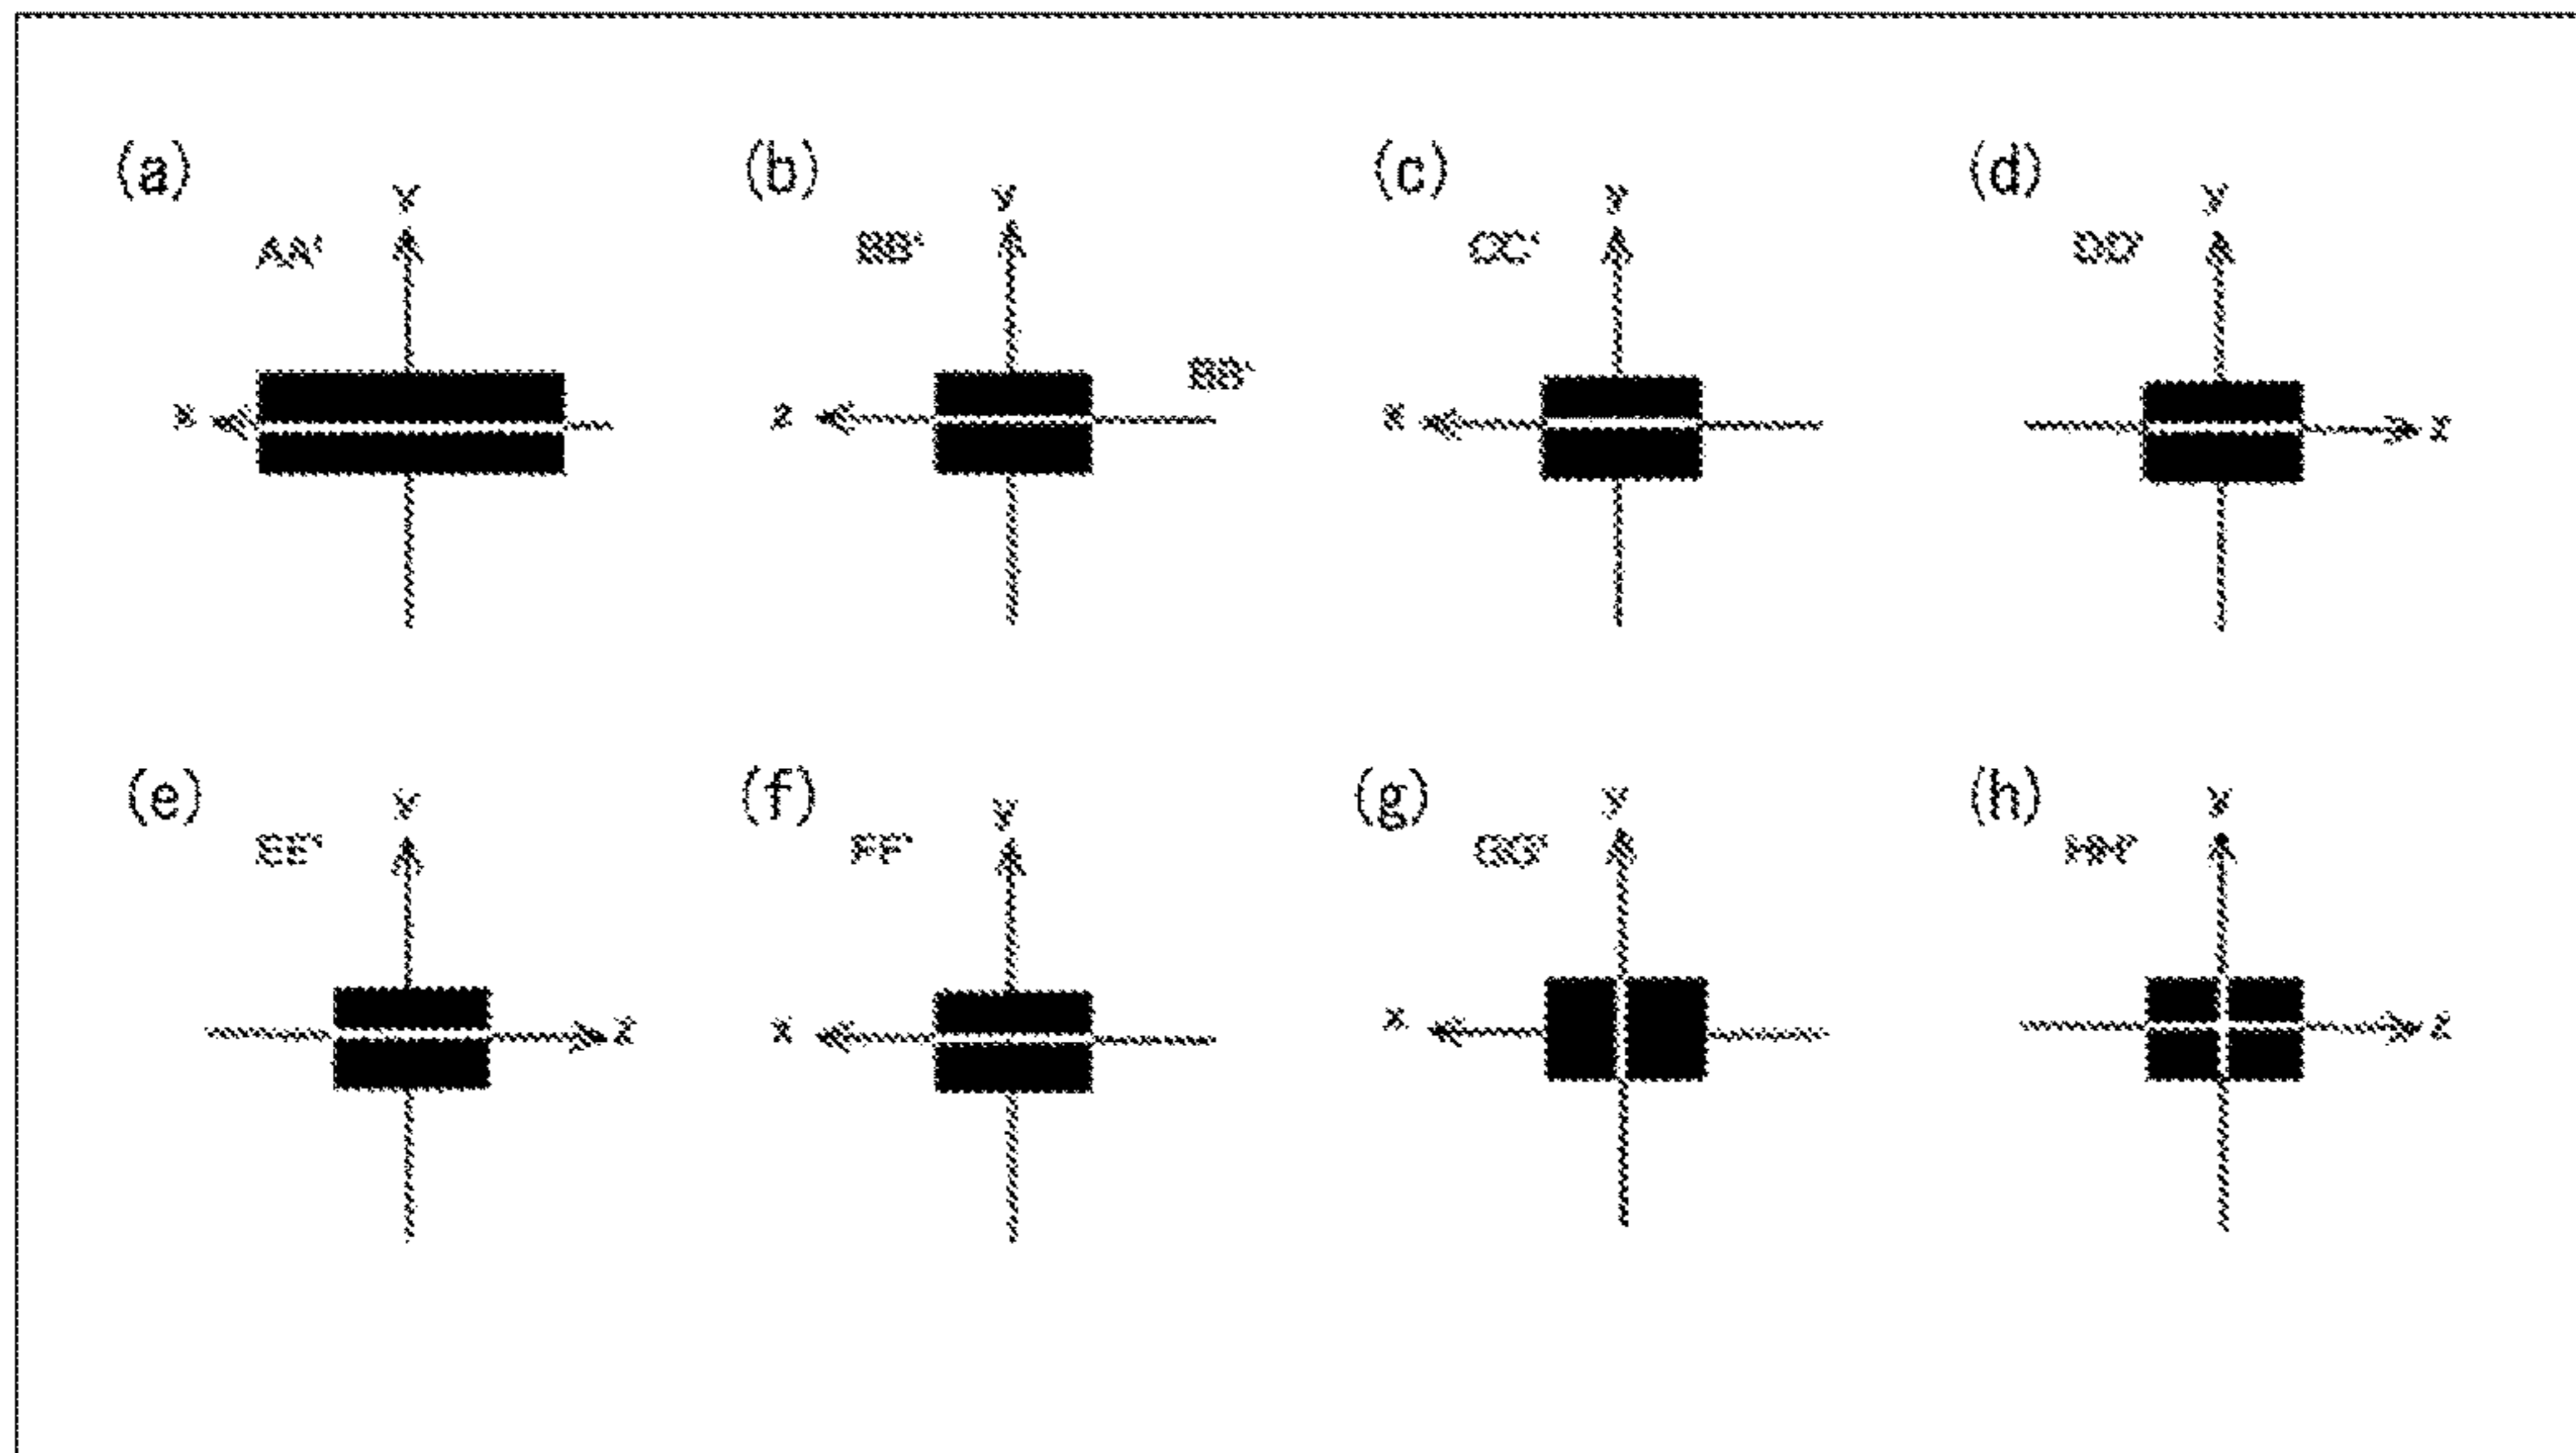 (a) (b) (c) (d)
y y y y
AA' BB' CC' DD'
BB'
x z x z
(e) (f) (g) (h)
y y y y
EE' FF' GG' HH'
z x x z